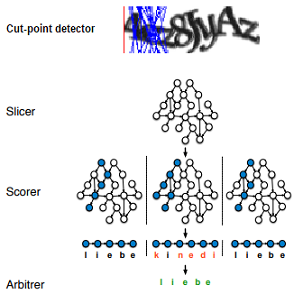 Cut-point detector
Slicer
Scorer
l i e b e k i n e d i l i e b e
Arbitrer l i e b e